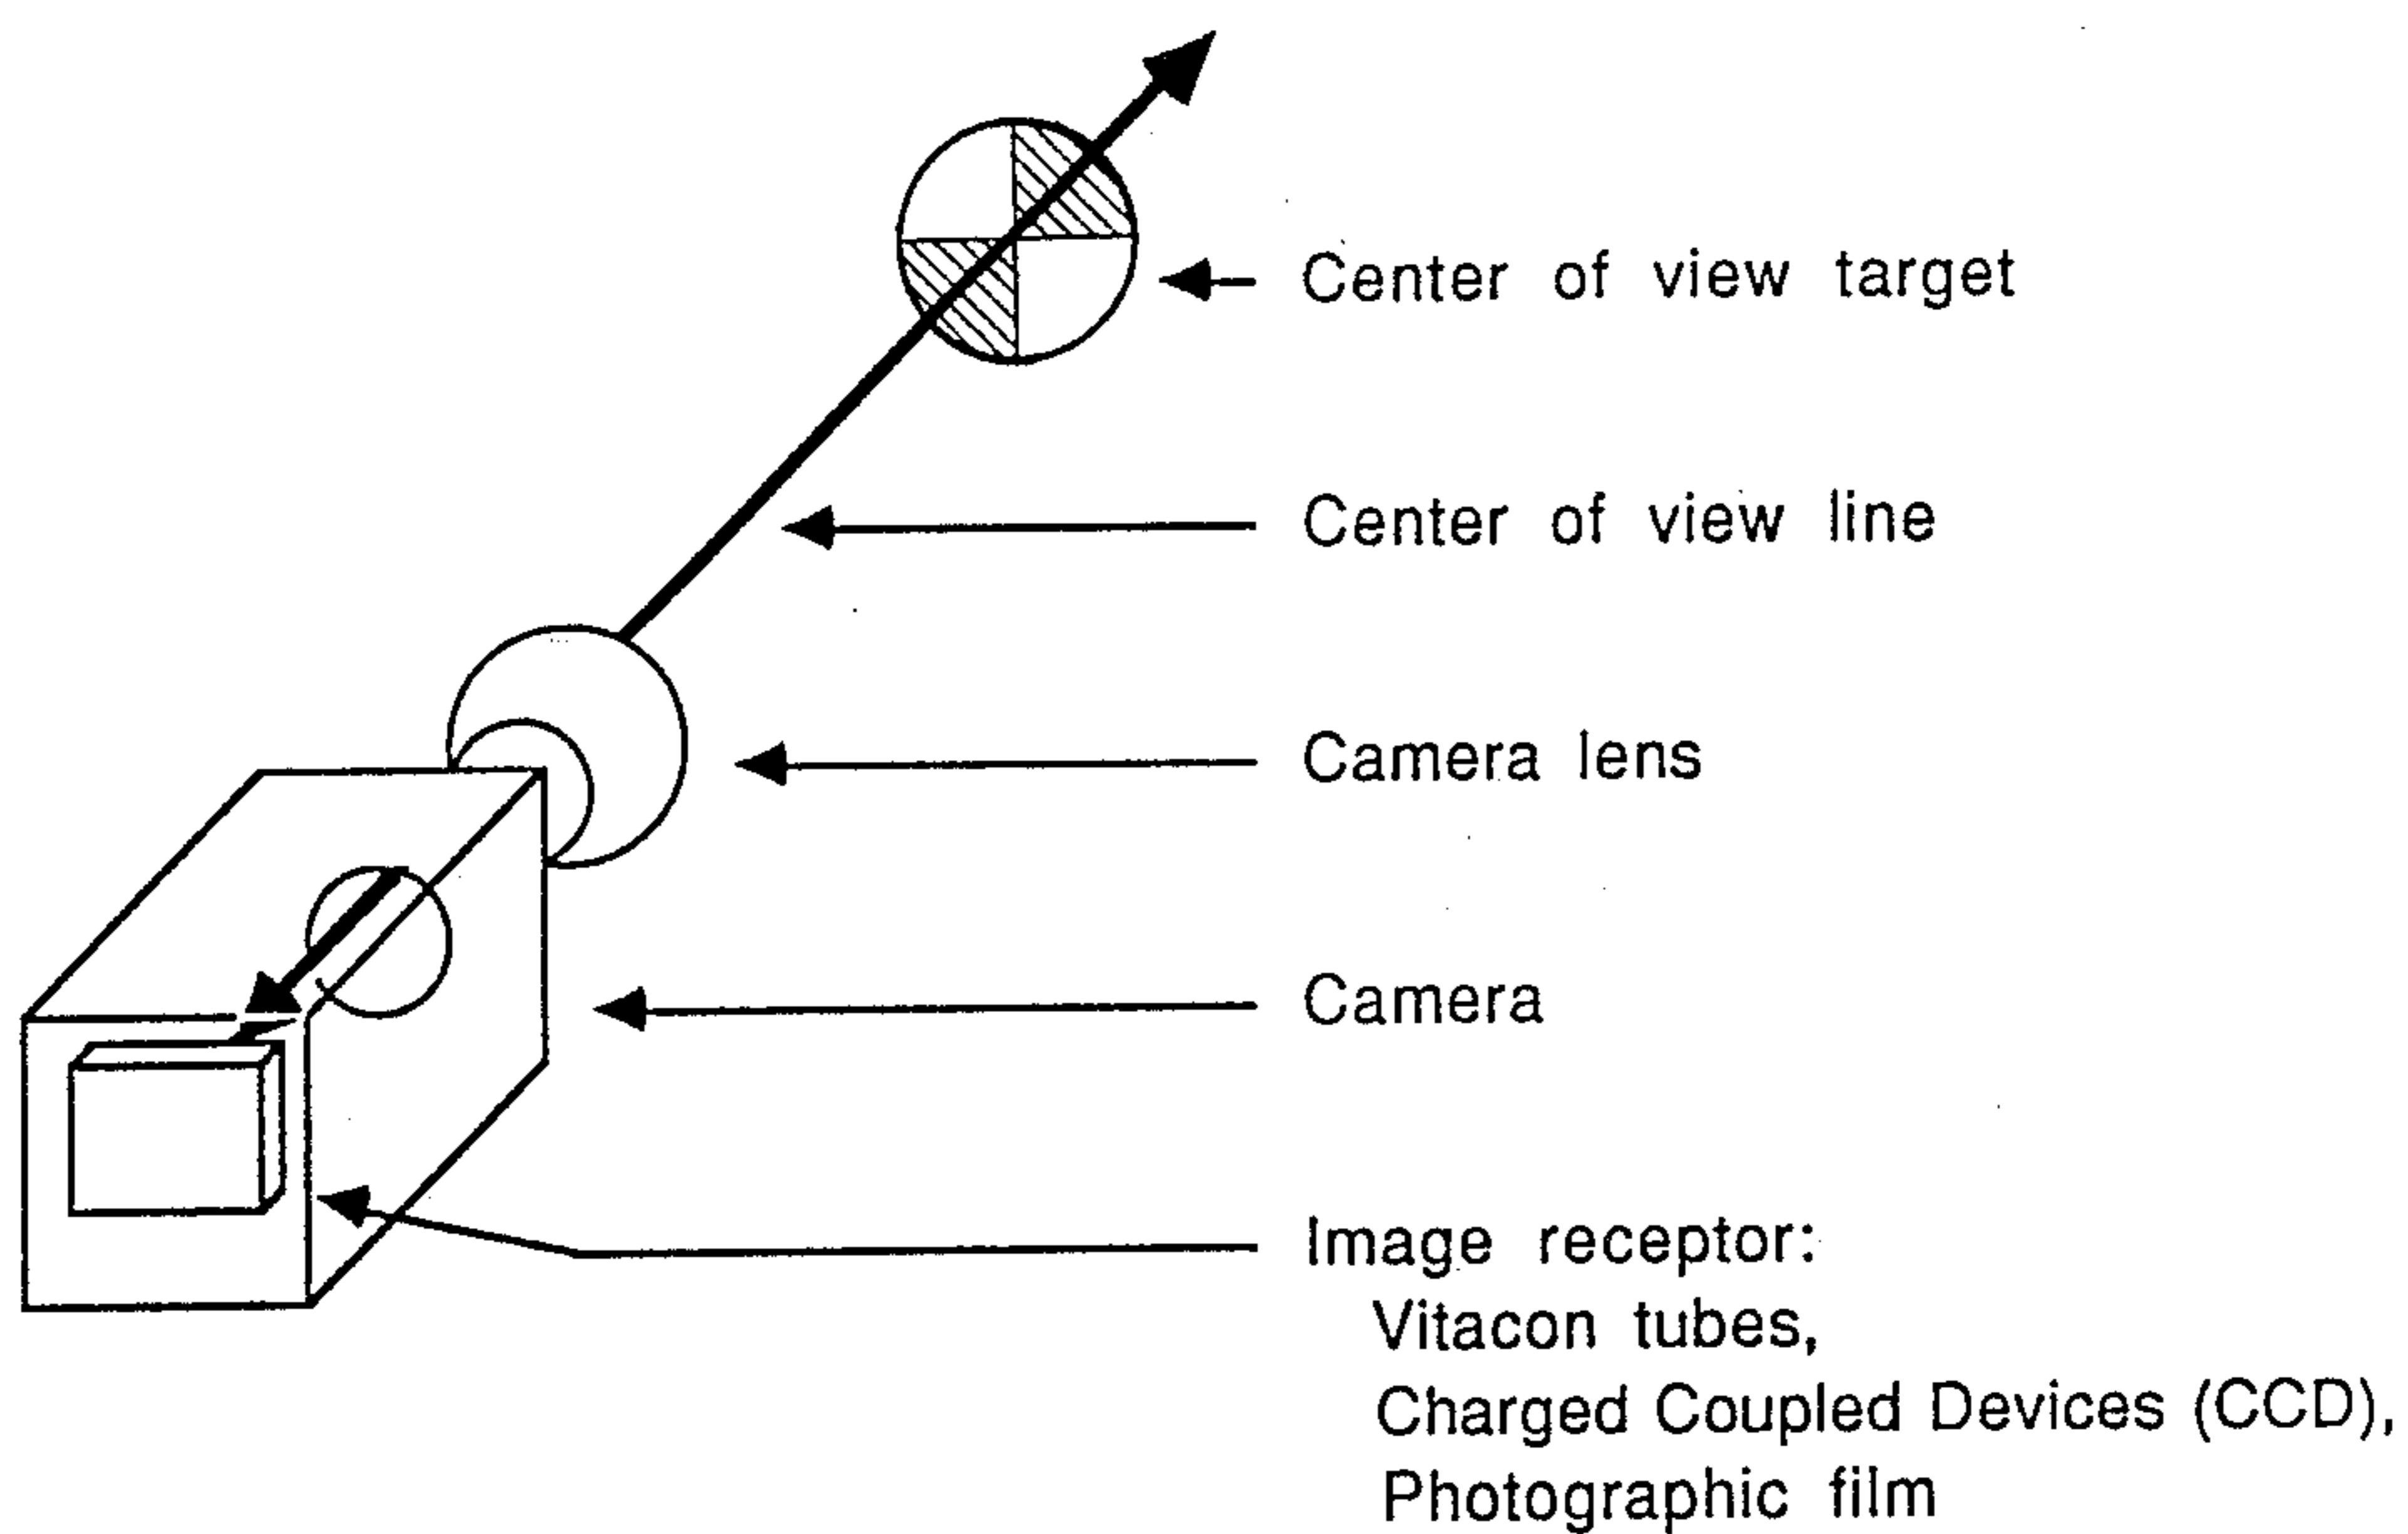 Center of view target
Center of view line
Camera lens
Camera
Image receptor:
Vitacon tubes,
Charged Coupled Devices (CCD),
Photographic film